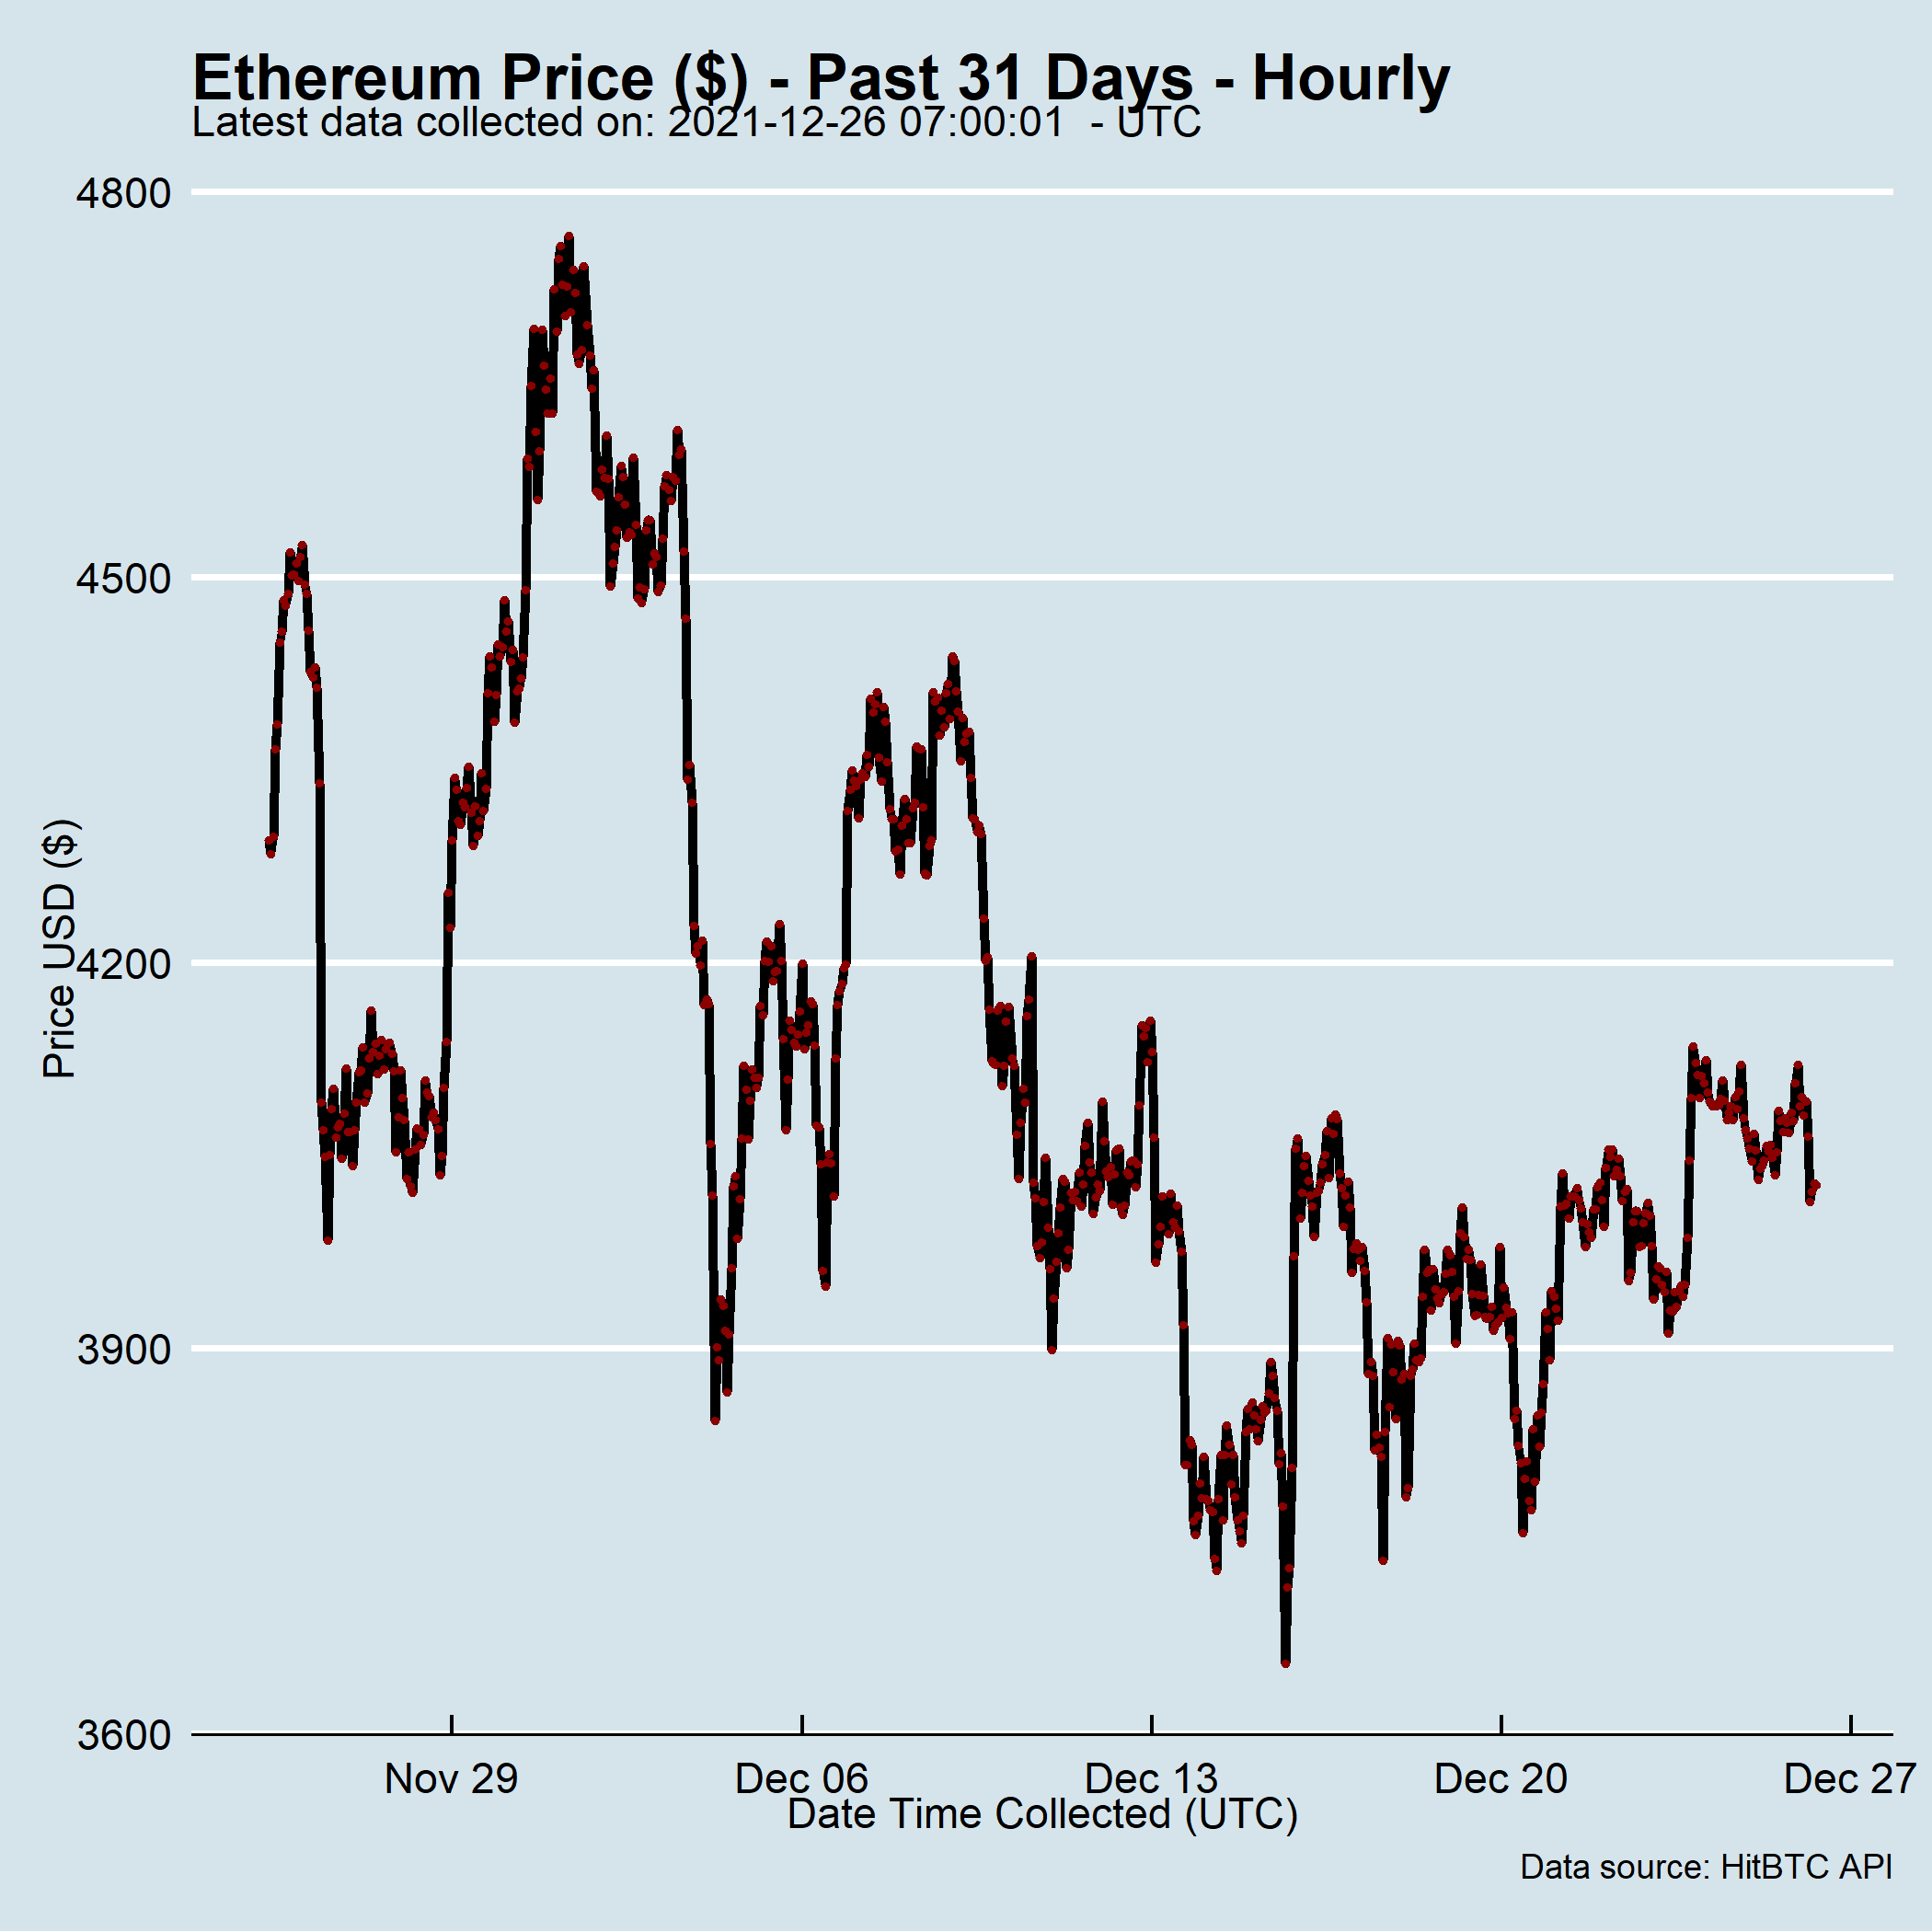 Ethereum Price ($) - Past 31 Days - Hourly
Latest data collected on: 2021-12-26 07:00:01  - UTC
4800
4500
4200
3900
3600
Price USD ($)
Nov 29 Dec 06 Dec 13 Dec 20 Dec 27
Date Time Collected (UTC)
Data source: HitBTC API